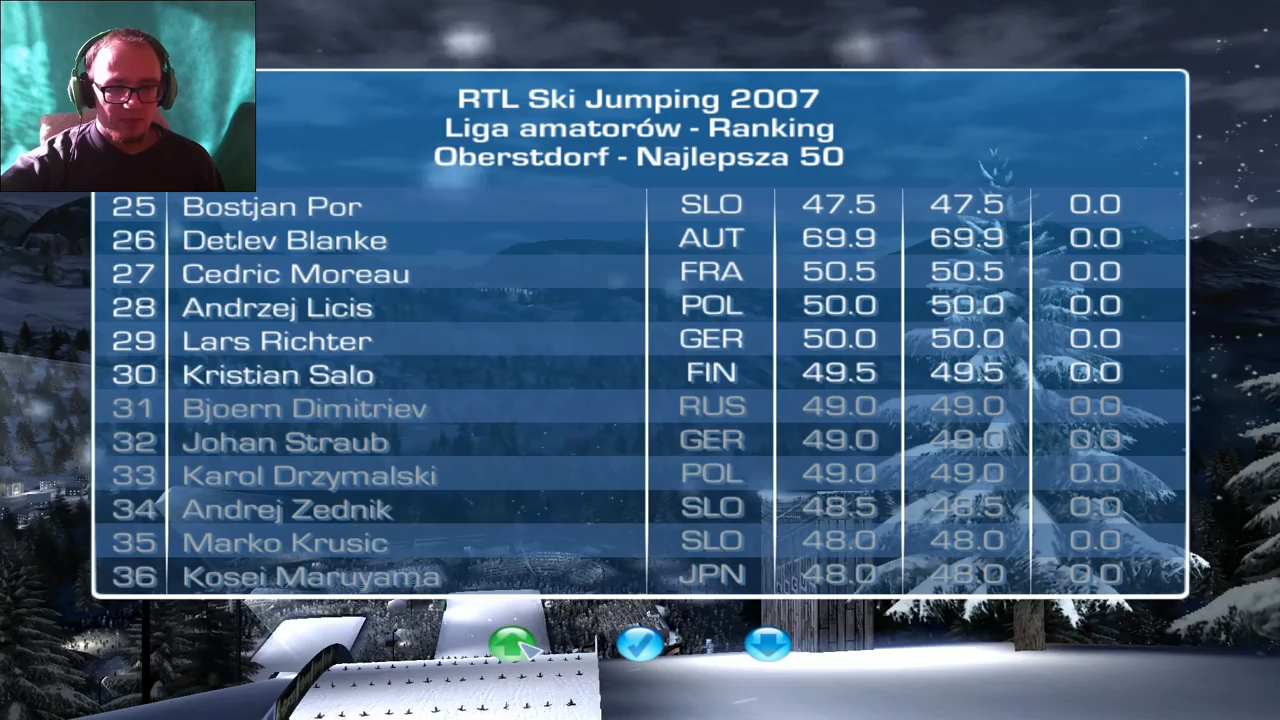 RTL Ski Jumping 2007
Liga amatorów - Ranking
Oberstdorf - Najlepsza 50
25 Bostjan Por SLO 47.5 47.5 0.0
26 Detlev Blanke AUT 69.9 69.9 0.0
27 Cedric Moreau FRA 50.5 50.5 0.0
28 Andrzej Licis POL 50.0 50.0 0.0
29 Lars Richter GER 50.0 50.0 0.0
30 Kristian Salo FIN 49.5 49.5 0.0
31 Bjoern Dimitriev RUS 49.0 49.0 0.0
32 Johan Straub GER 49.0 49.0 0.0
33 Karol Drzymalski POL 49.0 49.0 0.0
34 Andrej Zednik SLO 48.5 48.5 0.0
35 Marko Krusic SLO 48.0 48.0 0.0
36 Kosei Maruyama JPN 48.0 48.0 0.0